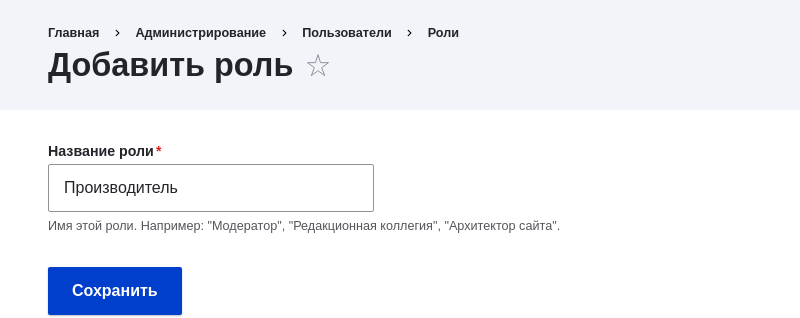 Главная › Администрирование › Пользователи › Роли
Добавить роль ☆
Название роли*
Производитель
Имя этой роли. Например: "Модератор", "Редакционная коллегия", "Архитектор сайта".
Сохранить